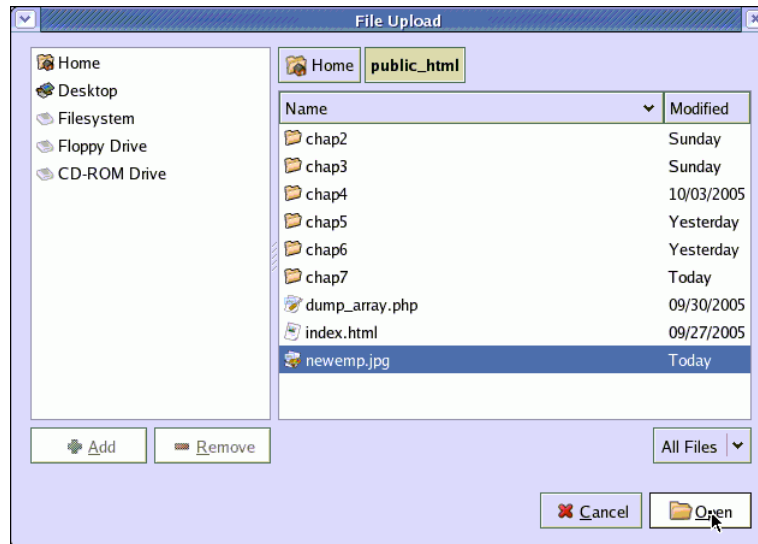 File Upload
Home
Desktop
Filesystem
Floppy Drive
CD-ROM Drive
Home public_html
Name Modified
chap2 Sunday
chap3 Sunday
chap4 10/03/2005
chap5 Yesterday
chap6 Yesterday
chap7 Today
dump_array.php 09/30/2005
index.html 09/27/2005
newemp.jpg Today
Add Remove
All Files
Cancel Open